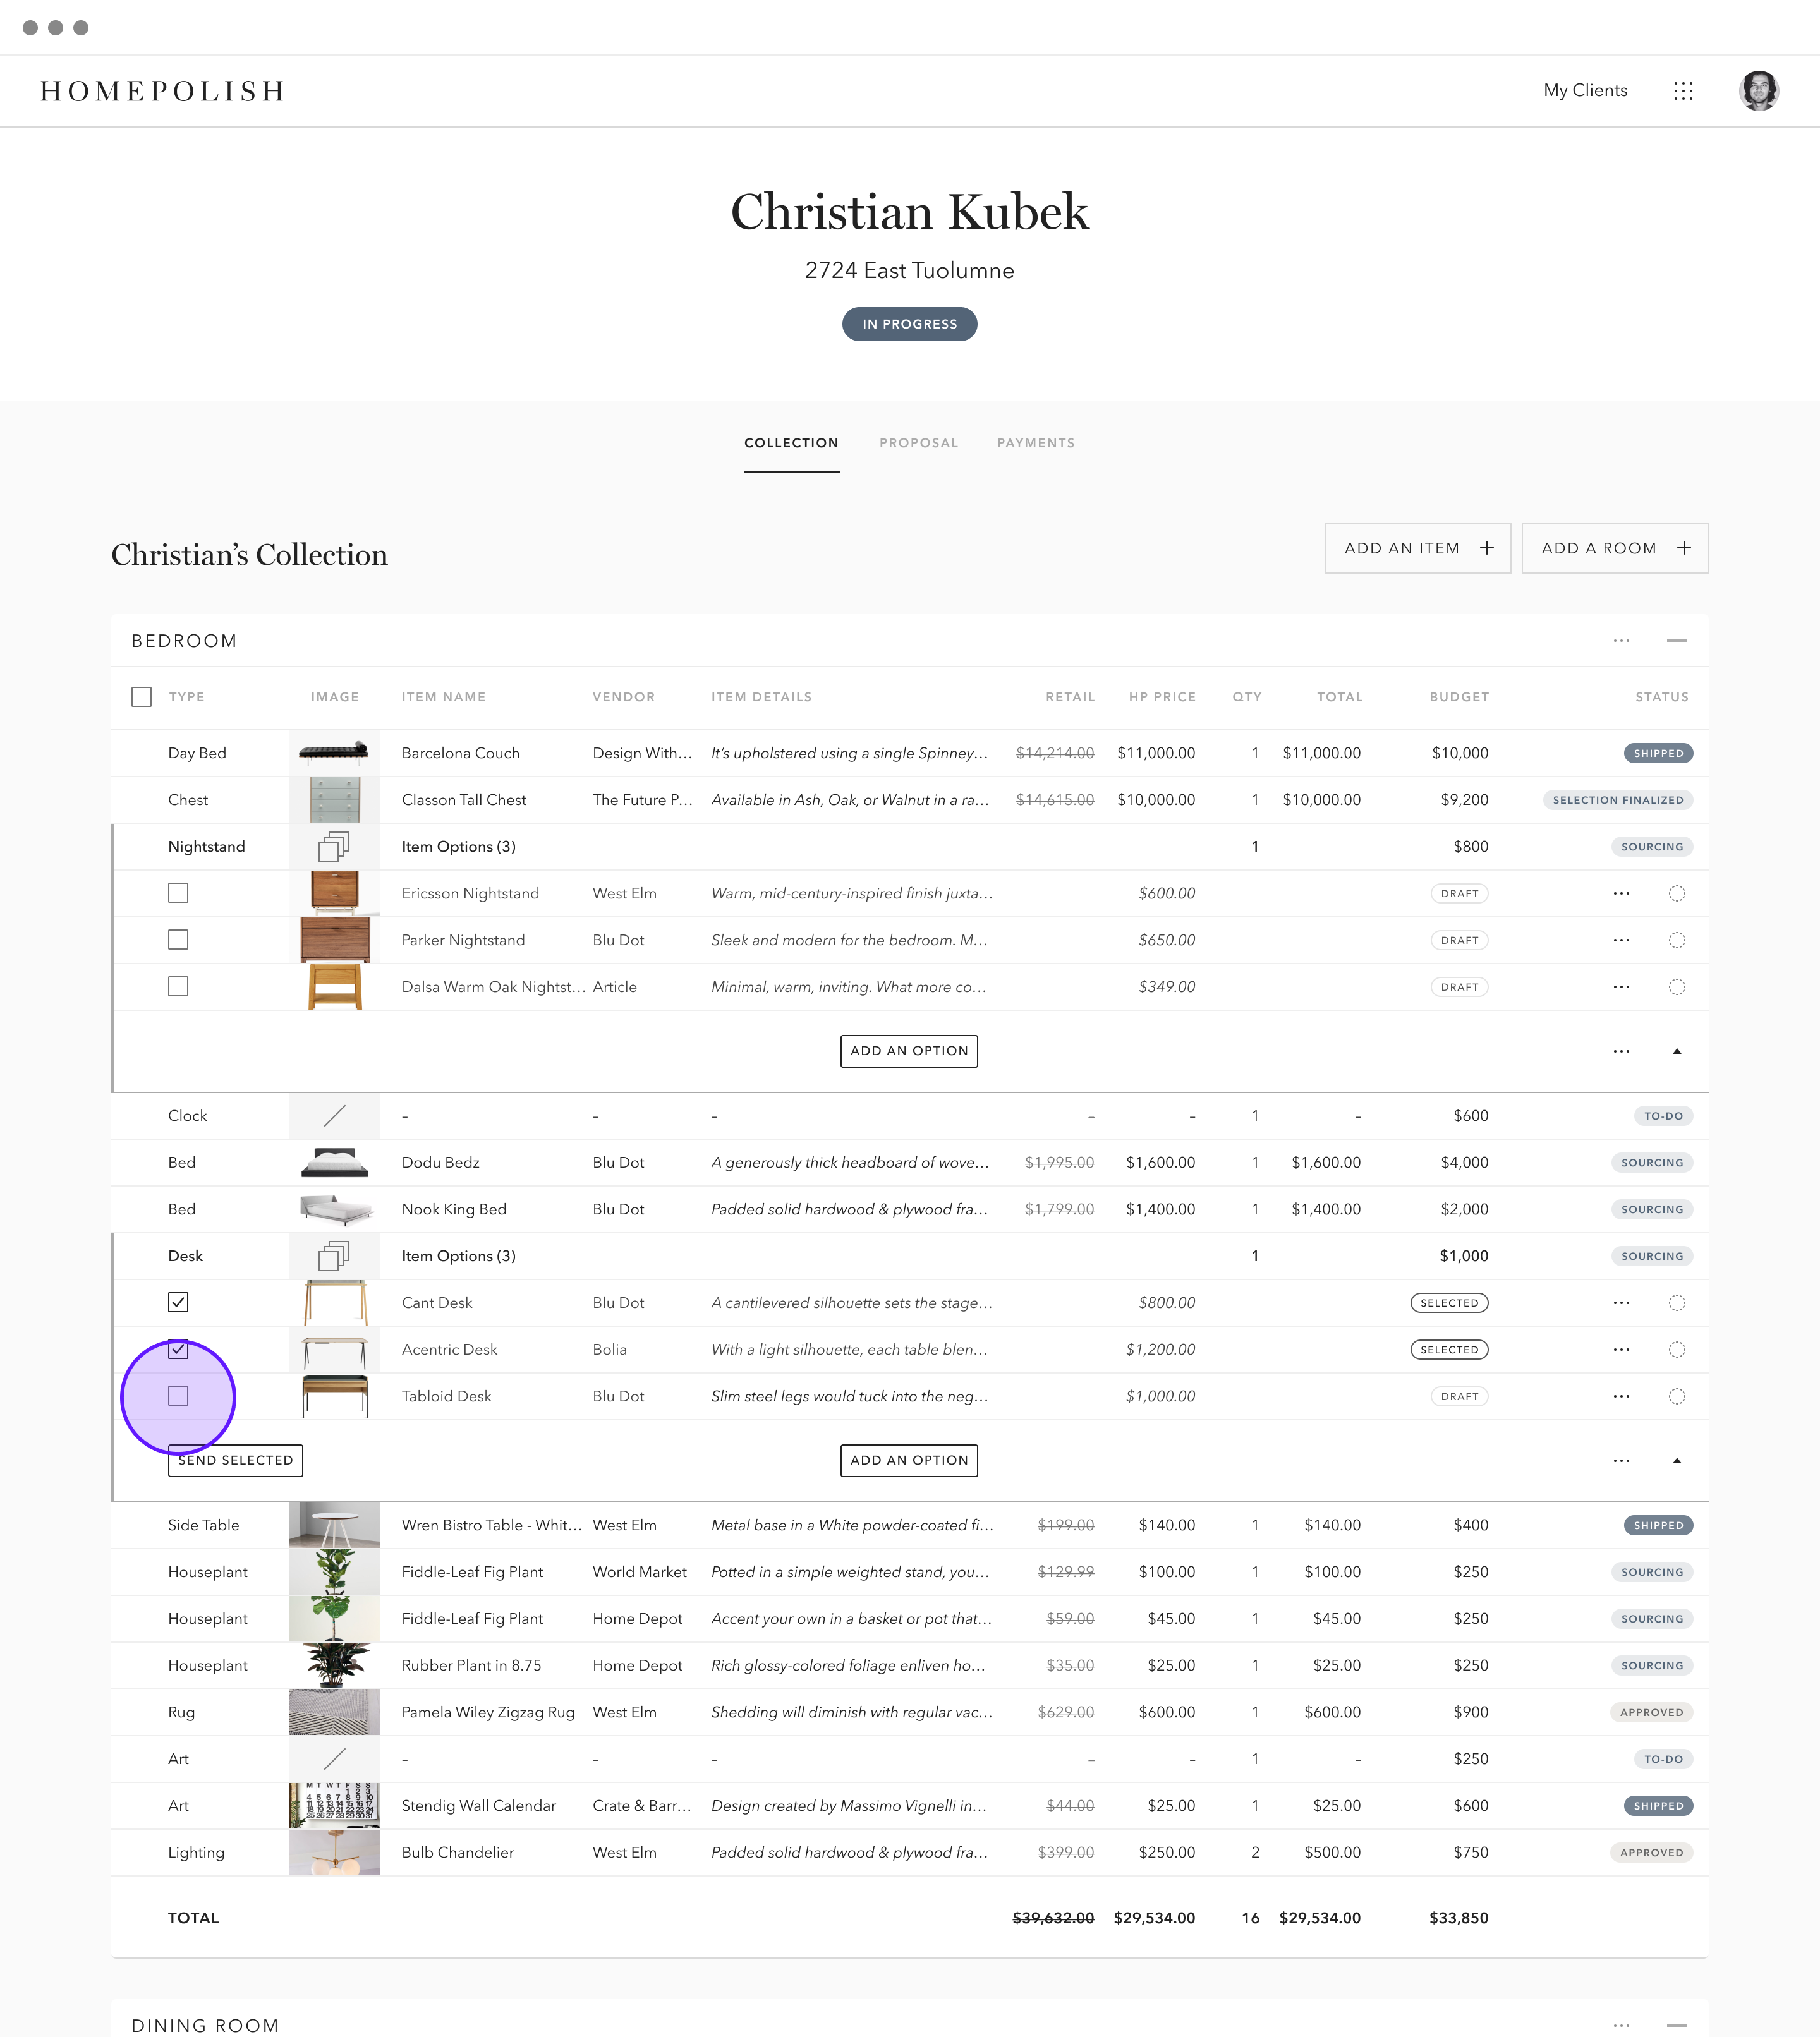 HOMEPOLISH My Clients
Christian Kubek
2724 East Tuolumne
IN PROGRESS
COLLECTION PROPOSAL PAYMENTS
Christian’s Collection ADD AN ITEM + ADD A ROOM +
BEDROOM
TYPE IMAGE ITEM NAME VENDOR ITEM DETAILS RETAIL HP PRICE QTY TOTAL BUDGET STATUS
Day Bed Barcelona Couch Design With… It’s upholstered using a single Spinney… $14,214.00 $11,000.00 1 $11,000.00 $10,000 SHIPPED
Chest Classon Tall Chest The Future P… Available in Ash, Oak, or Walnut in a ra… $14,615.00 $10,000.00 1 $10,000.00 $9,200 SELECTION FINALIZED
Nightstand Item Options (3) 1 $800 SOURCING
Ericsson Nightstand West Elm Warm, mid-century-inspired finish juxta… $600.00 DRAFT
Parker Nightstand Blu Dot Sleek and modern for the bedroom. M… $650.00 DRAFT
Dalsa Warm Oak Nightst… Article Minimal, warm, inviting. What more co… $349.00 DRAFT
ADD AN OPTION
Clock – – – – – 1 – $600 TO-DO
Bed Dodu Bedz Blu Dot A generously thick headboard of wove… $1,995.00 $1,600.00 1 $1,600.00 $4,000 SOURCING
Bed Nook King Bed Blu Dot Padded solid hardwood & plywood fra… $1,799.00 $1,400.00 1 $1,400.00 $2,000 SOURCING
Desk Item Options (3) 1 $1,000 SOURCING
Cant Desk Blu Dot A cantilevered silhouette sets the stage… $800.00 SELECTED
Acentric Desk Bolia With a light silhouette, each table blen… $1,200.00 SELECTED
Tabloid Desk Blu Dot Slim steel legs would tuck into the neg… $1,000.00 DRAFT
SEND SELECTED ADD AN OPTION
Side Table Wren Bistro Table - Whit… West Elm Metal base in a White powder-coated fi… $199.00 $140.00 1 $140.00 $400 SHIPPED
Houseplant Fiddle-Leaf Fig Plant World Market Potted in a simple weighted stand, you… $129.99 $100.00 1 $100.00 $250 SOURCING
Houseplant Fiddle-Leaf Fig Plant Home Depot Accent your own in a basket or pot that… $59.00 $45.00 1 $45.00 $250 SOURCING
Houseplant Rubber Plant in 8.75 Home Depot Rich glossy-colored foliage enliven ho… $35.00 $25.00 1 $25.00 $250 SOURCING
Rug Pamela Wiley Zigzag Rug West Elm Shedding will diminish with regular vac… $629.00 $600.00 1 $600.00 $900 APPROVED
Art – – – – – 1 – $250 TO-DO
Art Stendig Wall Calendar Crate & Barr… Design created by Massimo Vignelli in… $44.00 $25.00 1 $25.00 $600 SHIPPED
Lighting Bulb Chandelier West Elm Padded solid hardwood & plywood fra… $399.00 $250.00 2 $500.00 $750 APPROVED
TOTAL $39,632.00 $29,534.00 16 $29,534.00 $33,850
DINING ROOM